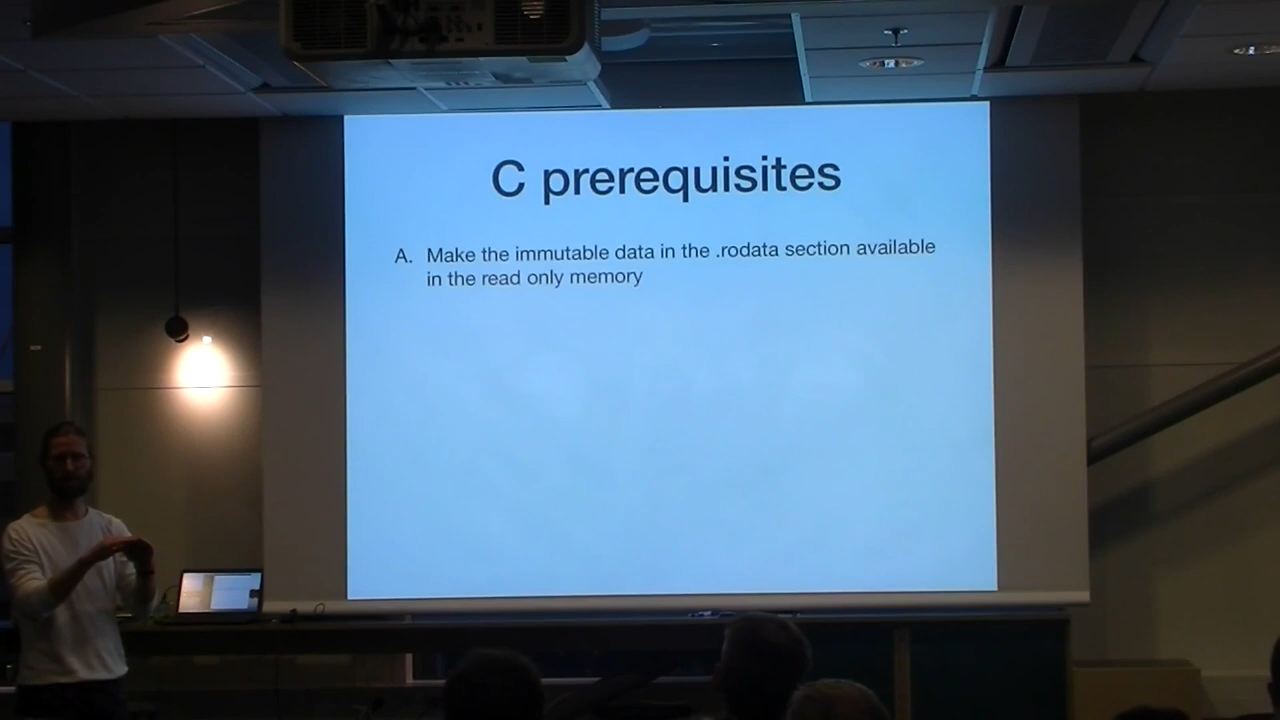 C prerequisites
A. Make the immutable data in the .rodata section available
in the read only memory